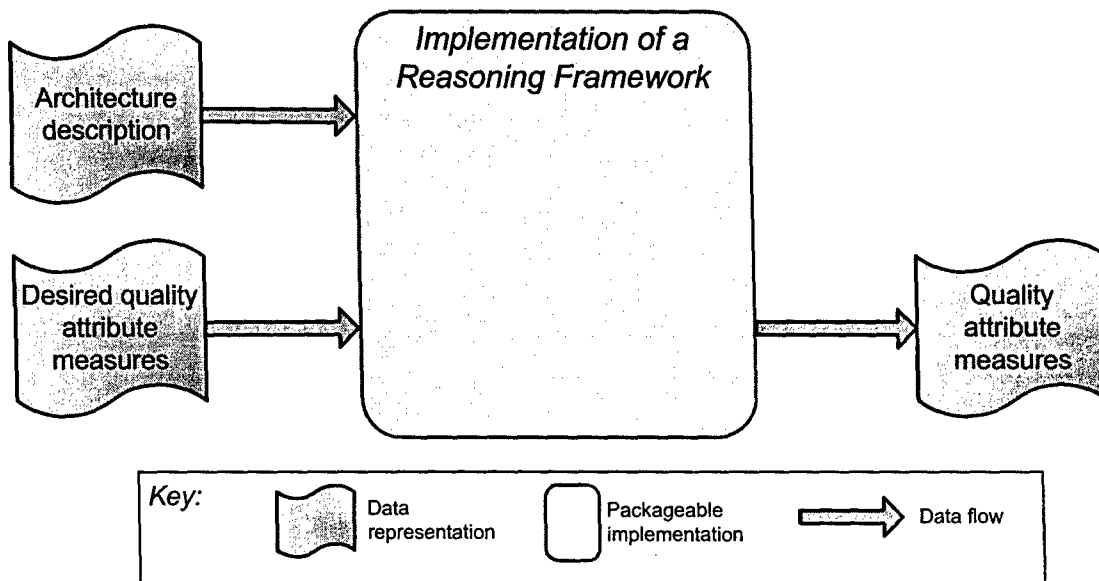 Implementation of a
Reasoning Framework
Architecture
description
Desired quality
attribute
measures
Quality
attribute
measures
Key:
Data
representation
Packageable
implementation
Data flow